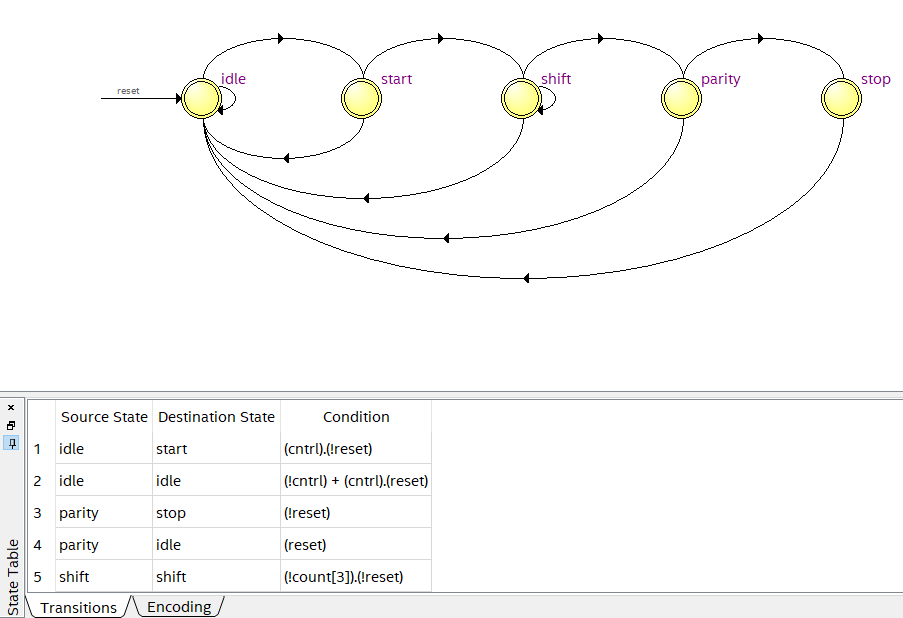 idle
start
shift
parity
stop
reset
Source State Destination State Condition
1 idle start (cntrl).(!reset)
2 idle idle (!cntrl) + (cntrl).(reset)
3 parity stop (!reset)
4 parity idle (reset)
5 shift shift (!count[3]).(!reset)
State Table
Transitions Encoding